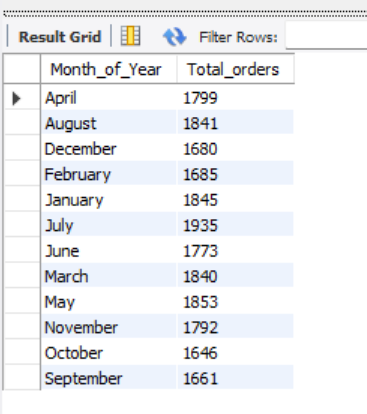 Result Grid Filter Rows:
Month_of_Year Total_orders
April 1799
August 1841
December 1680
February 1685
January 1845
July 1935
June 1773
March 1840
May 1853
November 1792
October 1646
September 1661